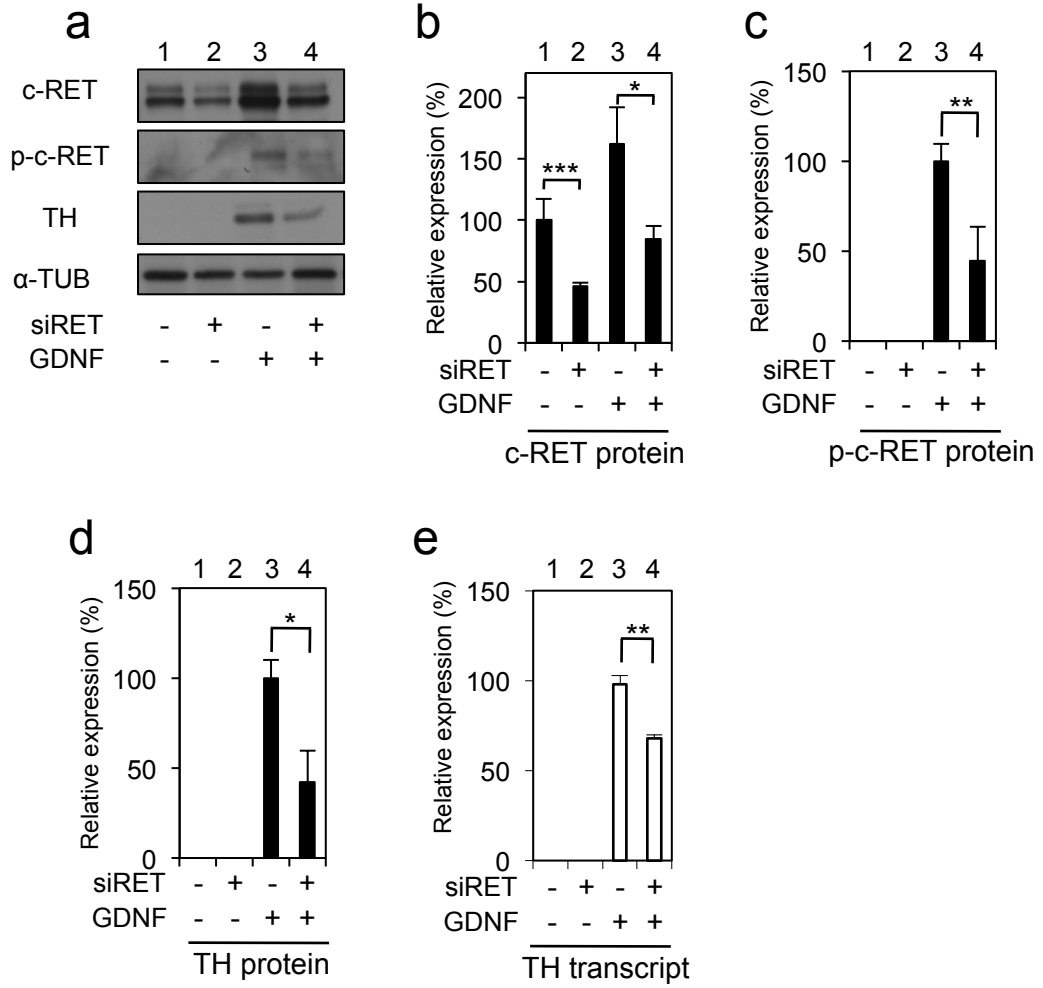 a
1 2 3 4
c-RET
p-c-RET
TH
α-TUB
siRET - + - +
GDNF - - + +
b
1 2 3 4
Relative expression (%)
200
150
100
50
0
***
*
siRET - + - +
GDNF - - + +
c-RET protein
c
1 2 3 4
Relative expression (%)
150
100
50
0
**
siRET - + - +
GDNF - - + +
p-c-RET protein
d
1 2 3 4
Relative expression (%)
150
100
50
0
*
siRET - + - +
GDNF - - + +
TH protein
e
1 2 3 4
Relative expression (%)
150
100
50
0
**
siRET - + - +
GDNF - - + +
TH transcript